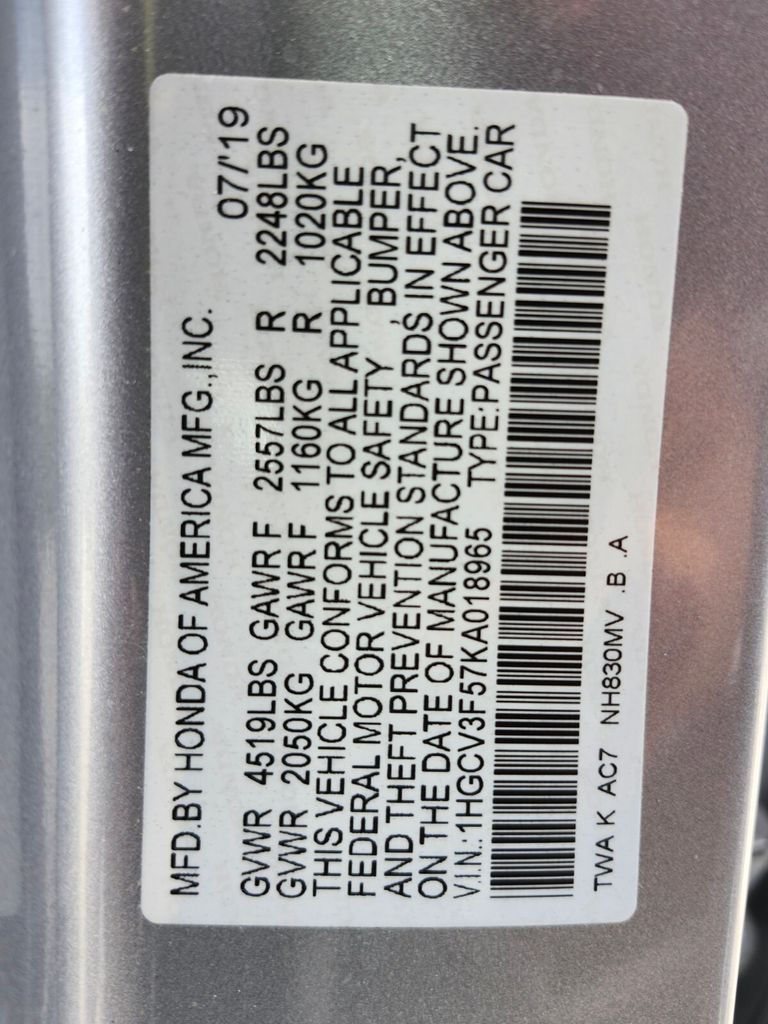 MFD.BY HONDA OF AMERICA MFG.,INC. 07/'19
GVWR 4519LBS GAWR F 2557LBS R 2248LBS
GVWR 2050KG GAWR F 1160KG R 1020KG
THIS VEHICLE CONFORMS TO ALL APPLICABLE
FEDERAL MOTOR VEHICLE SAFETY , BUMPER,
AND THEFT PREVENTION STANDARDS IN EFFECT
ON THE DATE OF MANUFACTURE SHOWN ABOVE.
V.I.N.:1HGCV3F57KA018965 TYPE:PASSENGER CAR
TWA K AC7 NH830MV .B .A